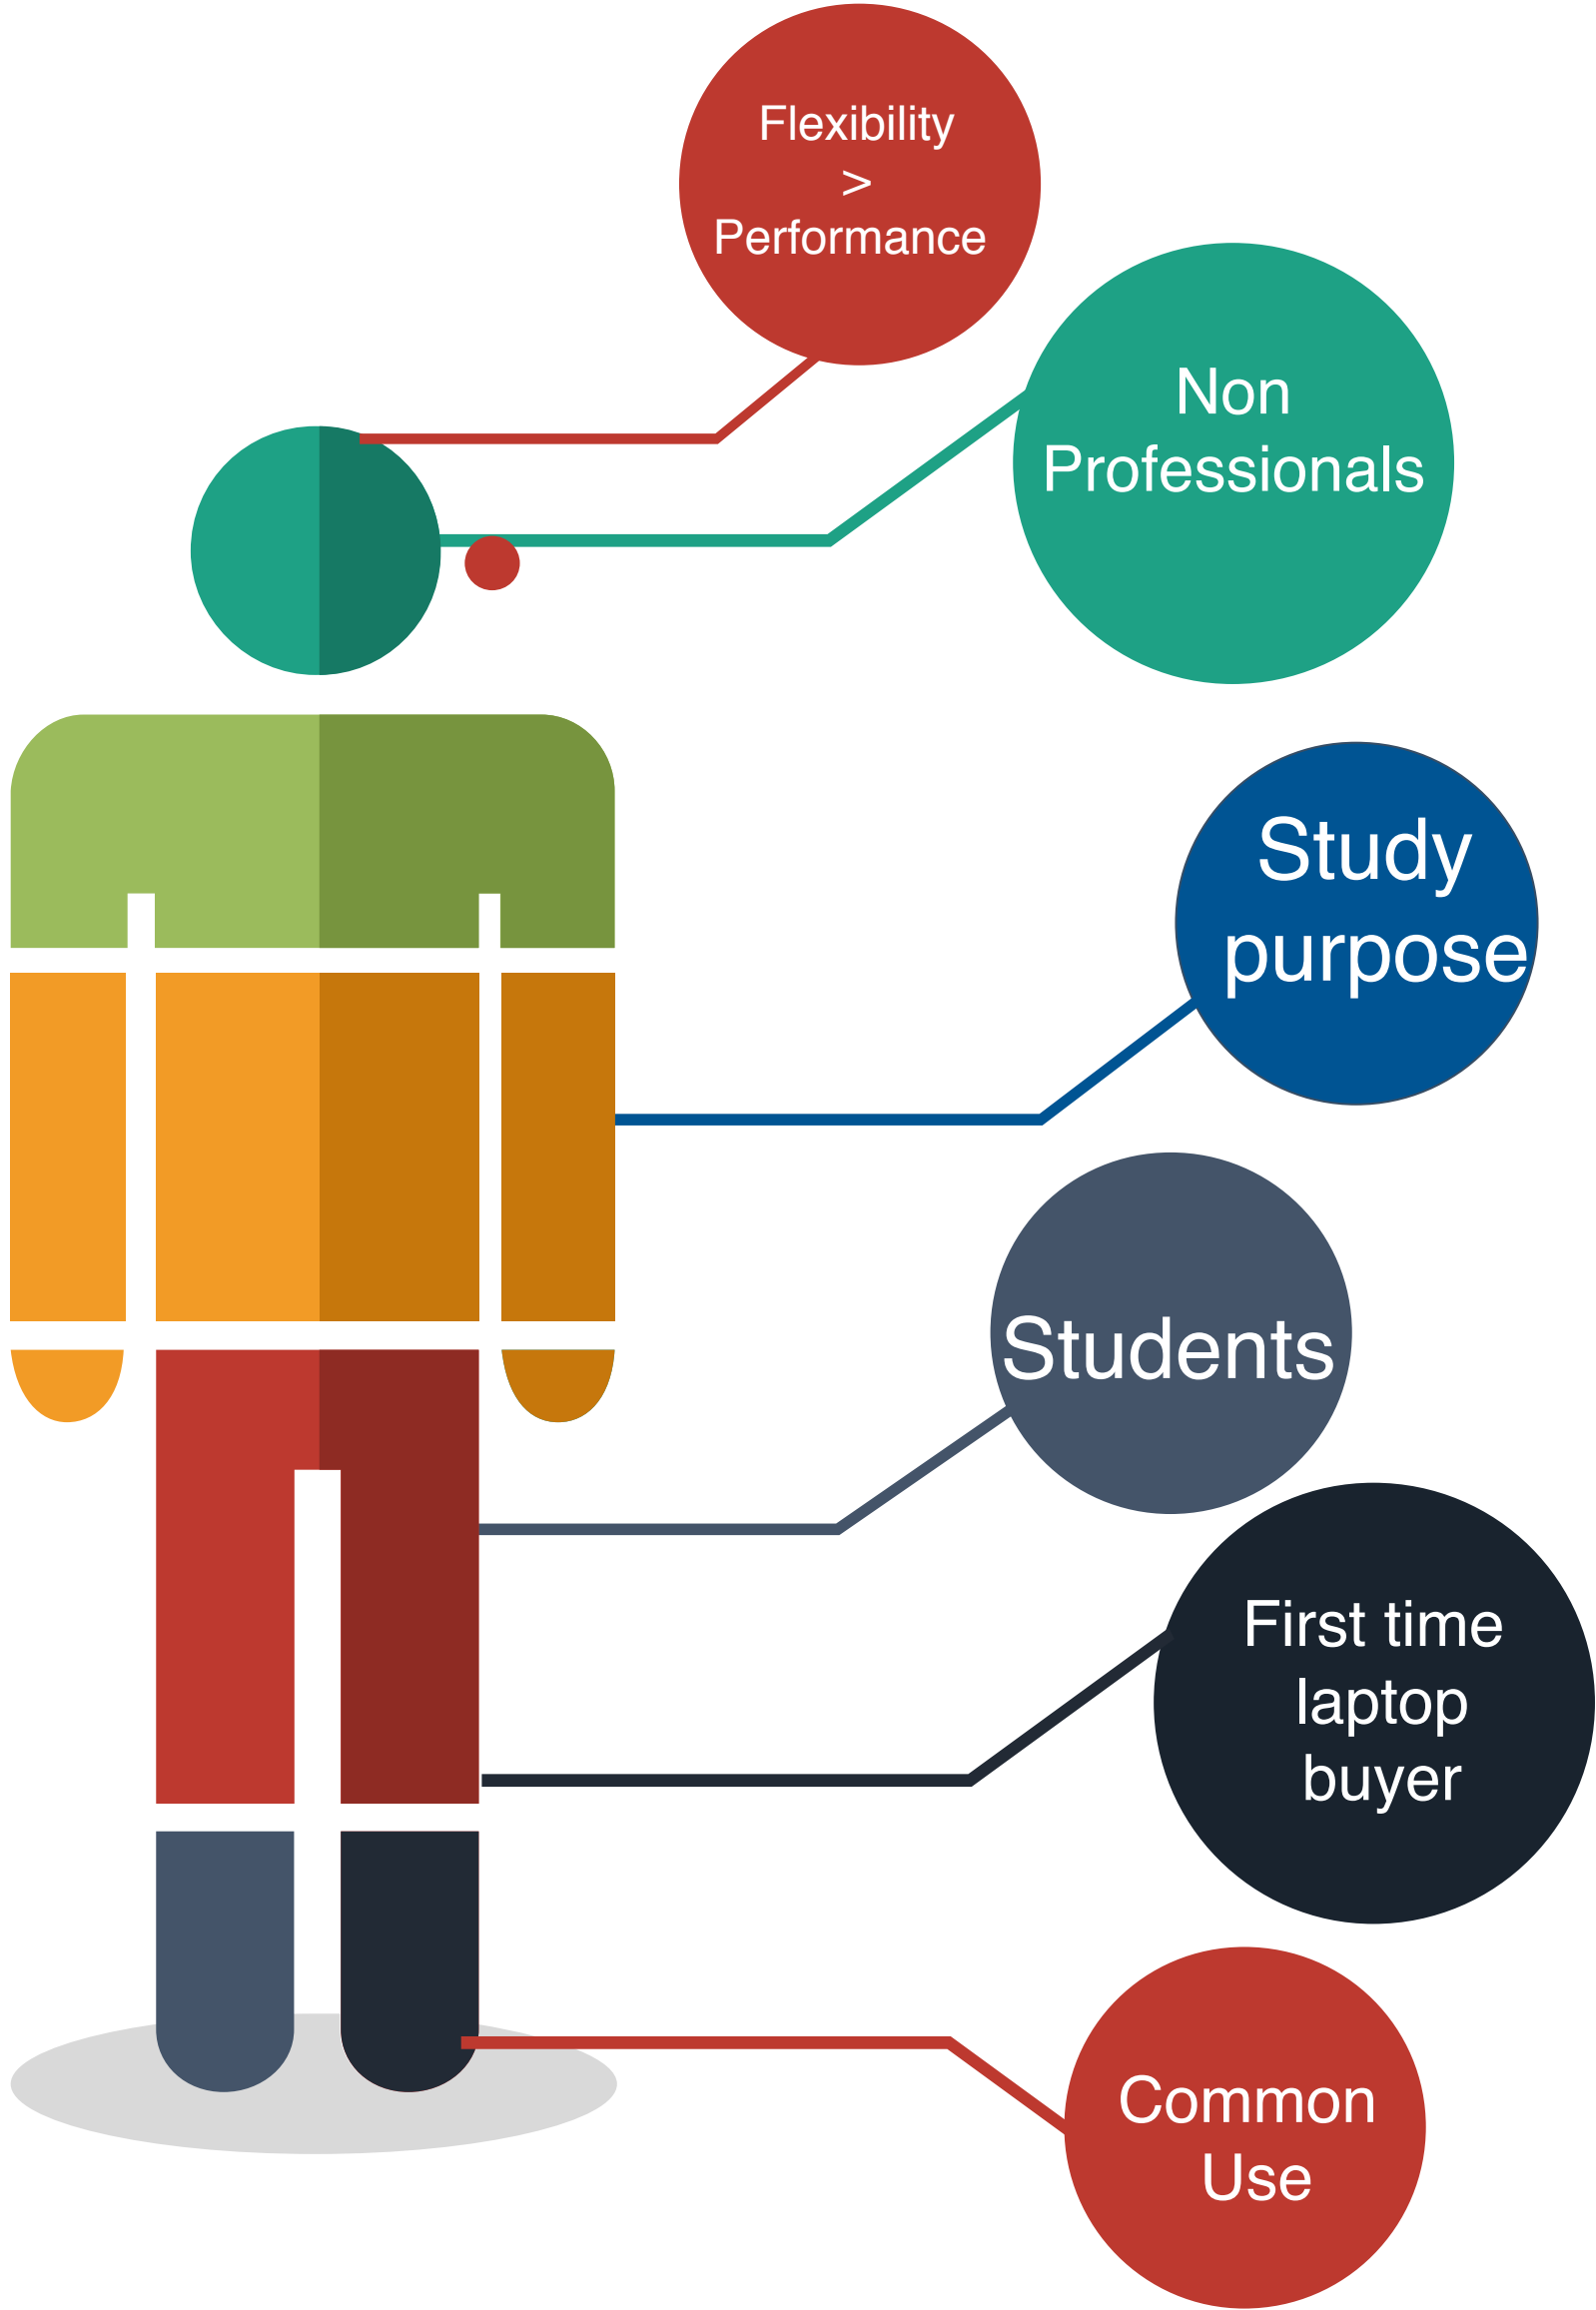 Flexibility
>
Performance
Non
Professionals
Study
purpose
Students
First time
laptop
buyer
Common
Use